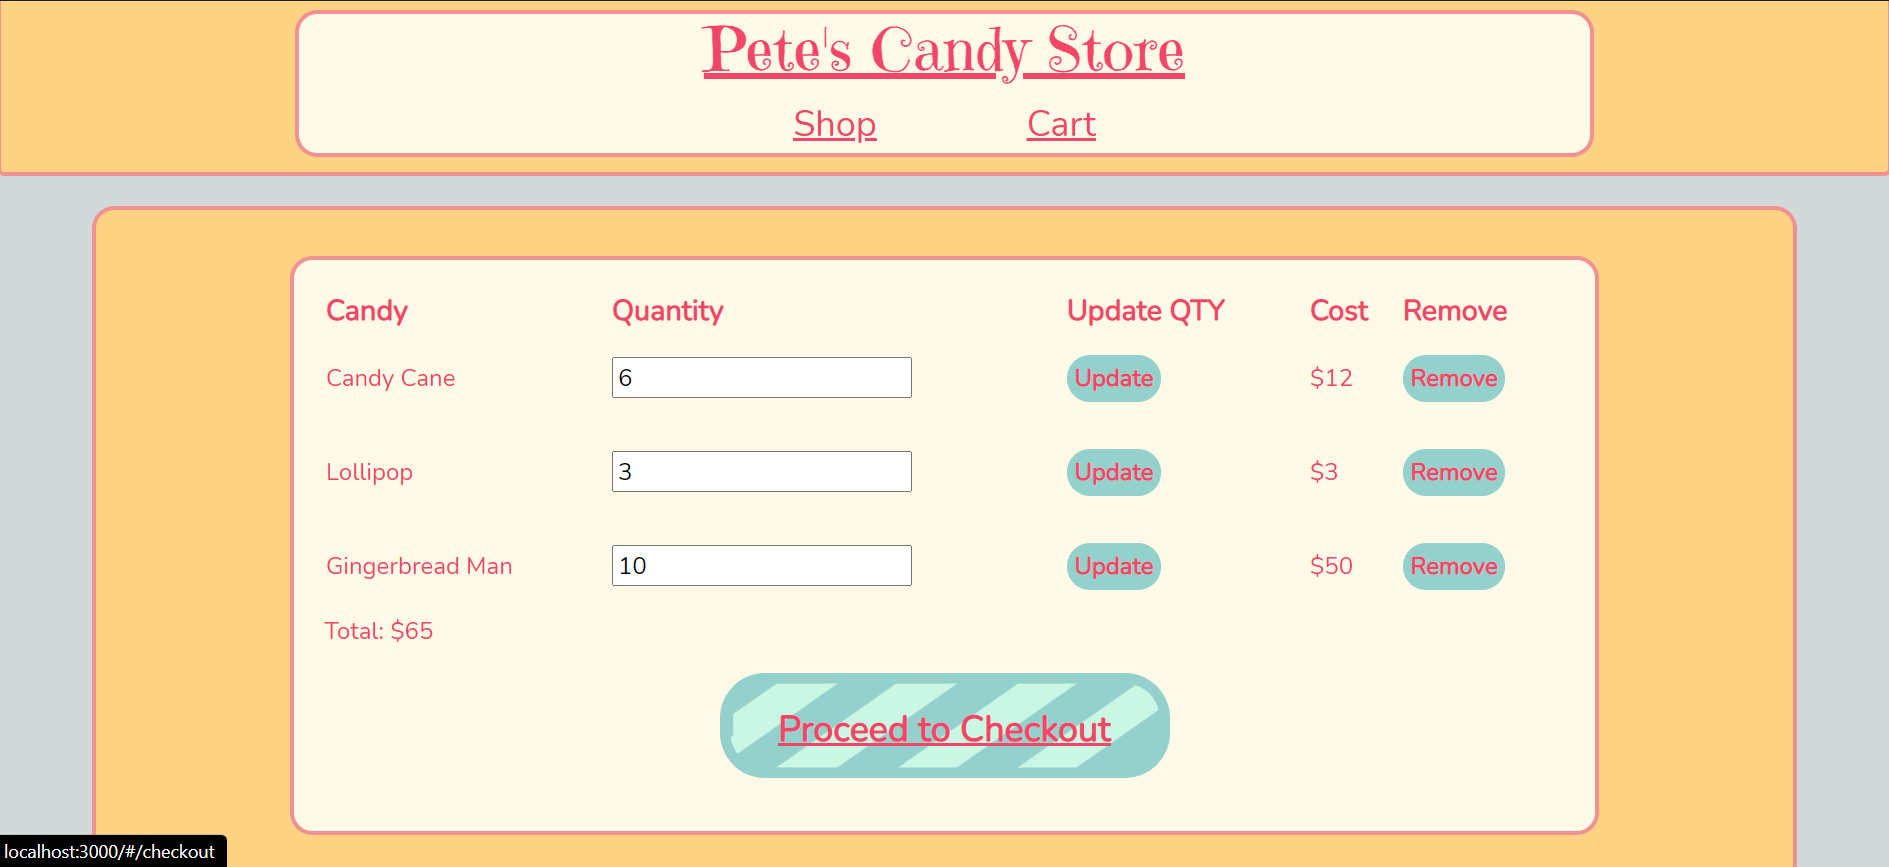 Pete's Candy Store
Shop Cart
Candy Quantity Update QTY Cost Remove
Candy Cane 6 Update $12 Remove
Lollipop 3 Update $3 Remove
Gingerbread Man 10 Update $50 Remove
Total: $65
Proceed to Checkout
localhost:3000/#/checkout